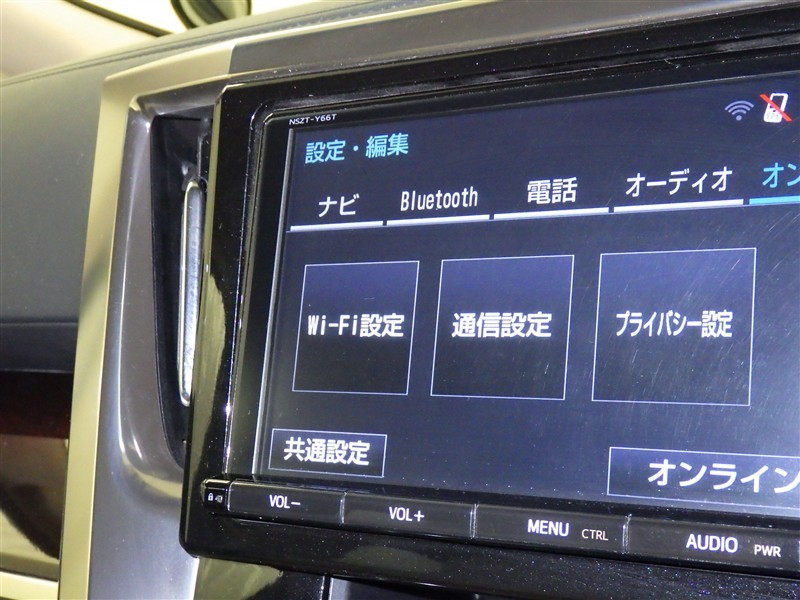 NSZT-Y66T
設定・編集
ナビ Bluetooth 電話 オーディオ オン
Wi-Fi設定 通信設定 プライバシー設定
共通設定 オンライン
VOL- VOL+ MENU CTRL AUDIO PWR